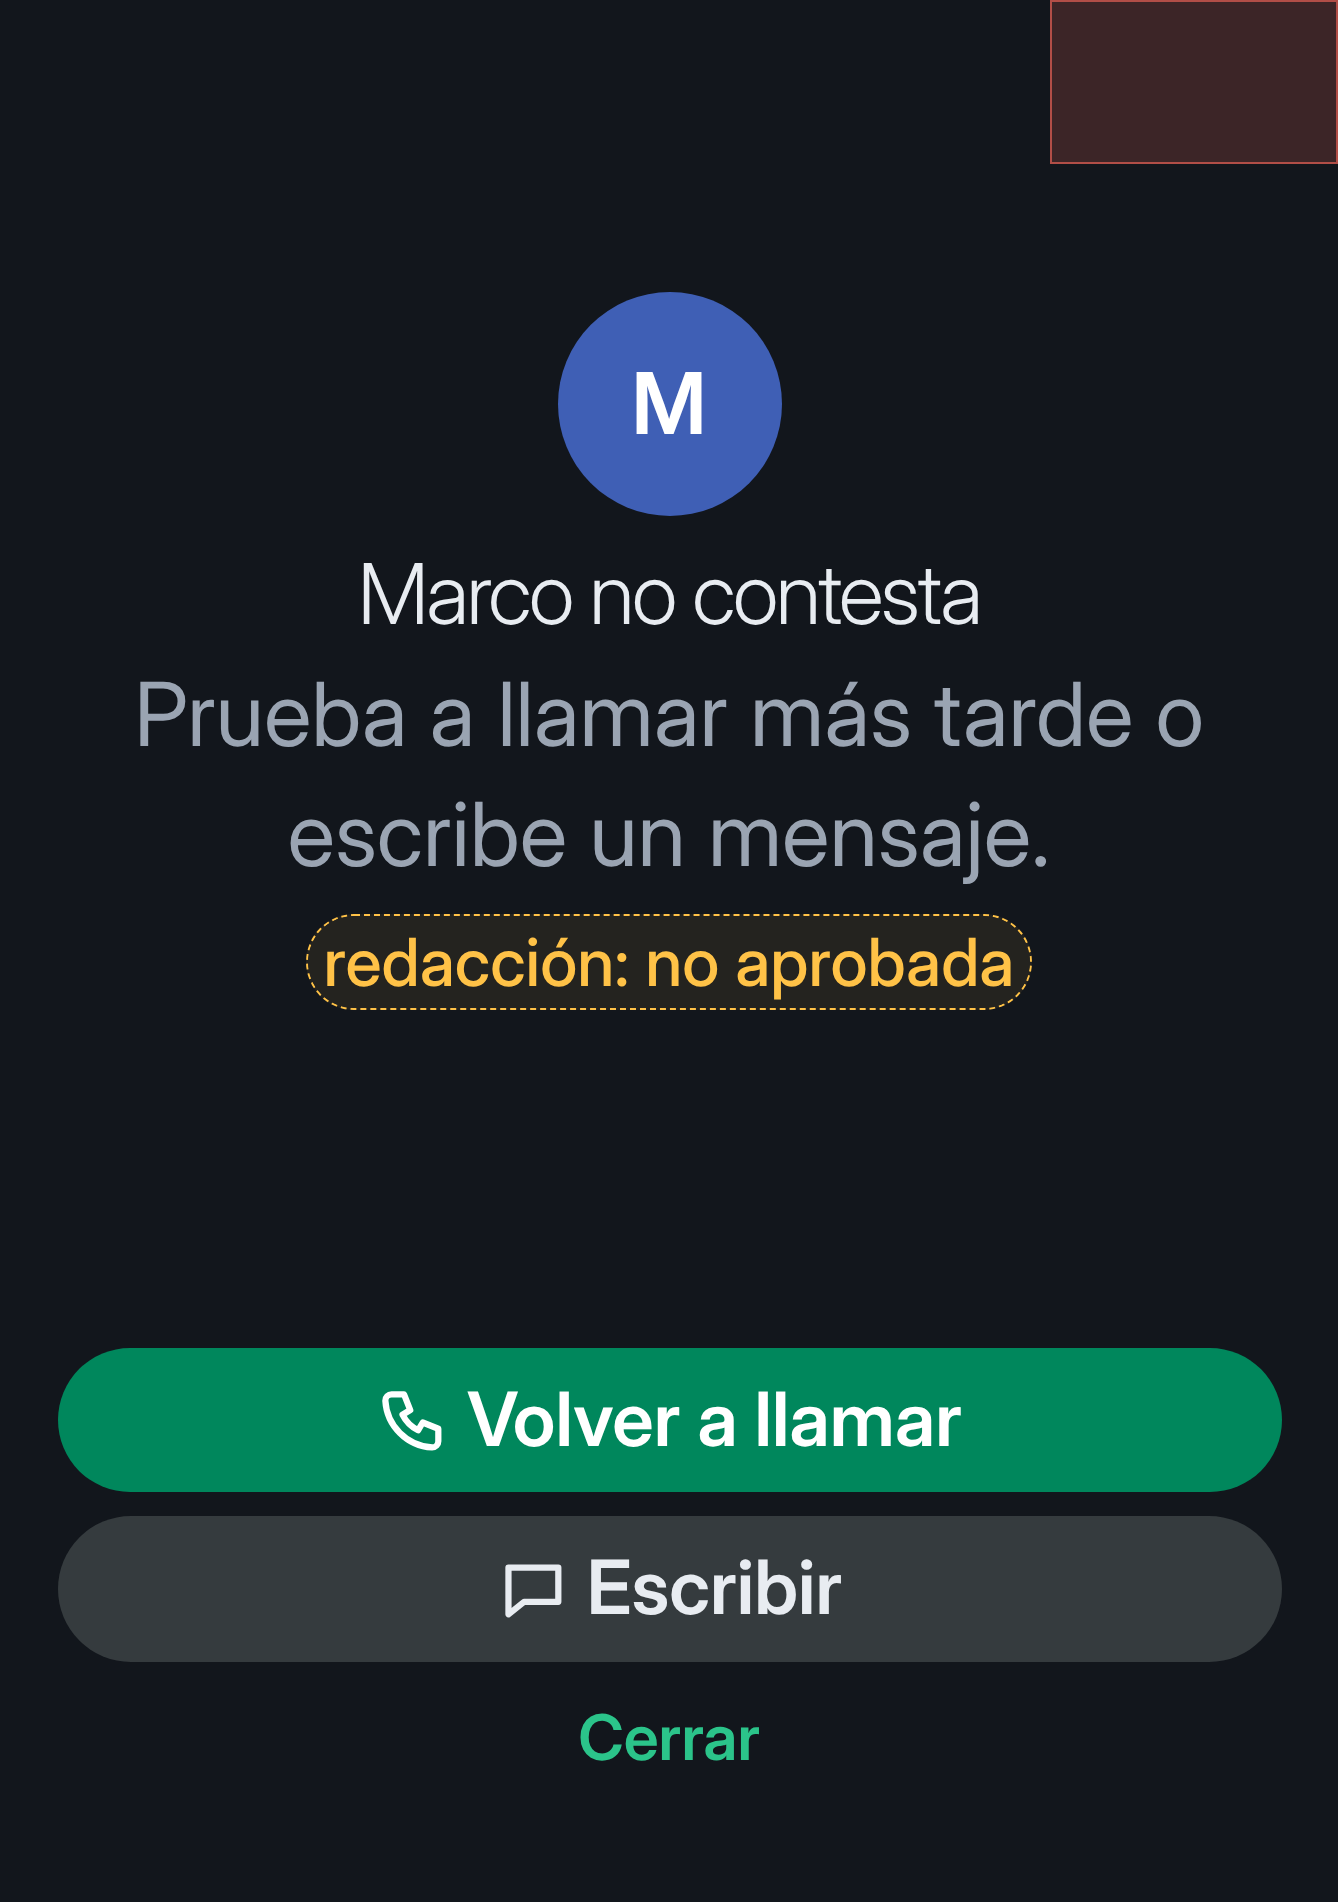 M
Marco no contesta
Prueba a llamar más tarde o
escribe un mensaje.
redacción: no aprobada
Volver a llamar
Escribir
Cerrar